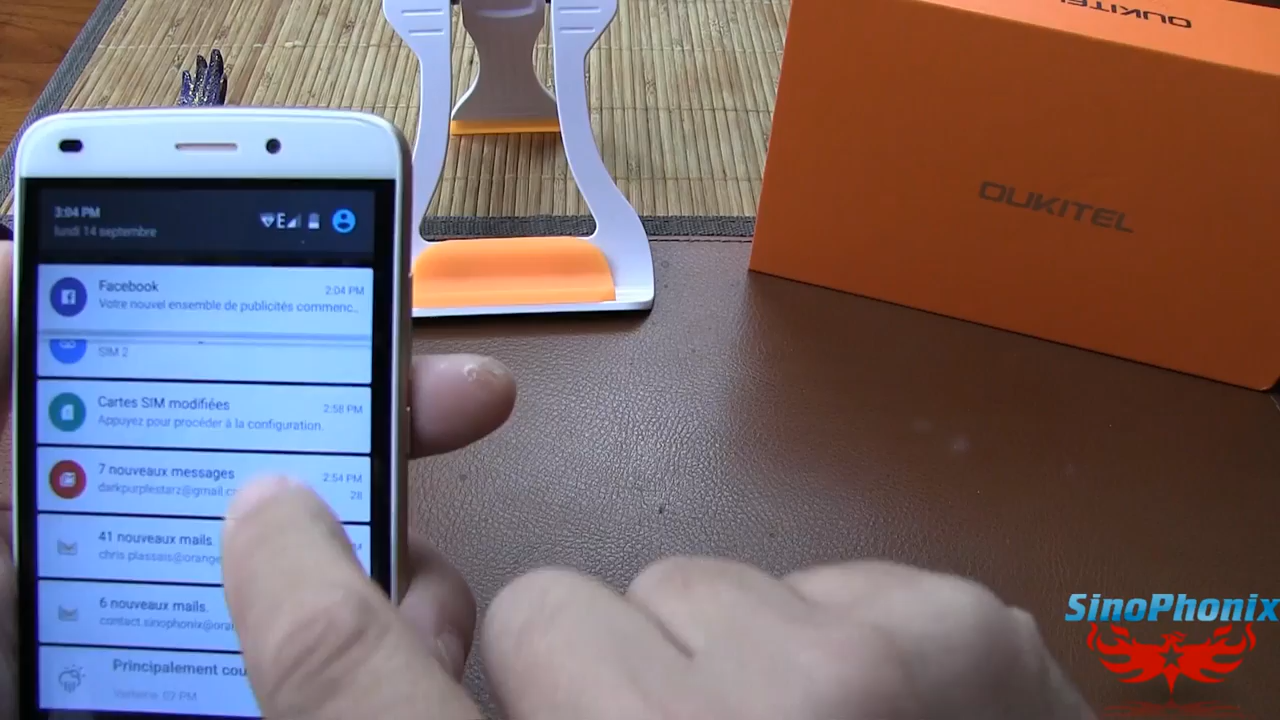 OUKITEL
OUKITEL
3:04 PM
lundi 14 septembre
E
Facebook
2:04 PM
Votre nouvel ensemble de publicités commenc...
SIM 2
Cartes SIM modifiées
2:58 PM
Appuyez pour procéder à la configuration.
7 nouveaux messages
2:54 PM
darkpurplestarz@gmail.c
28
41 nouveaux mails
M
chris.plassais@orange
6 nouveaux mails
contact.sinophonix@ora
Principalement cou
SinoPhonix